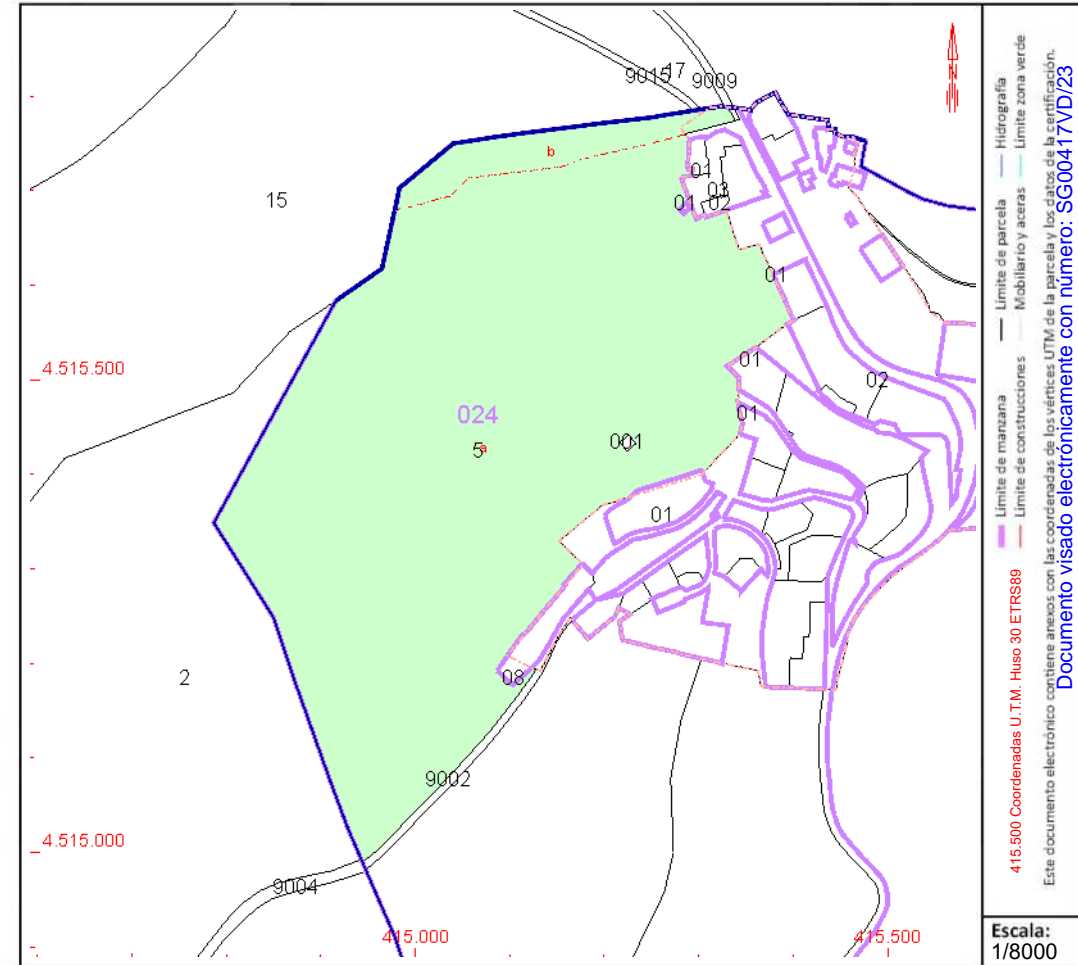 9015
17
9009
N
b
15
01
03
01
02
01
4.515.500
01
02
024
01
5
a
001
01
2
08
9002
4.515.000
9004
415.000
415.500
Límite de manzana
Límite de parcela
Hidrografía
Límite de construcciones
Mobiliario y aceras
Límite zona verde
415.500 Coordenadas U.T.M. Huso 30 ETRS89
Este documento electrónico contiene anexos con las coordenadas de los vértices UTM de la parcela y los datos de la certificación.
Documento visado electrónicamente con número: SG00417VD/23
Escala:
1/8000